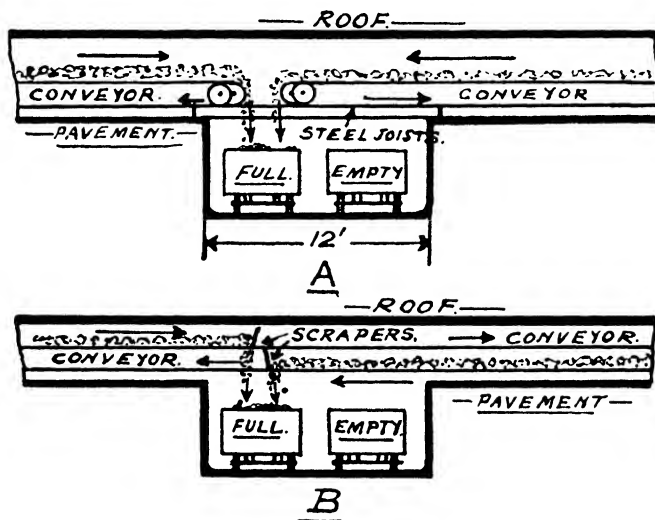 —ROOF.—
CONVEYOR. CONVEYOR
—PAVEMENT.— STEEL JOISTS.
FULL. EMPTY
12'
A
—ROOF.—
SCRAPERS. CONVEYOR.
CONVEYOR.
FULL. EMPTY. —PAVEMENT—
B